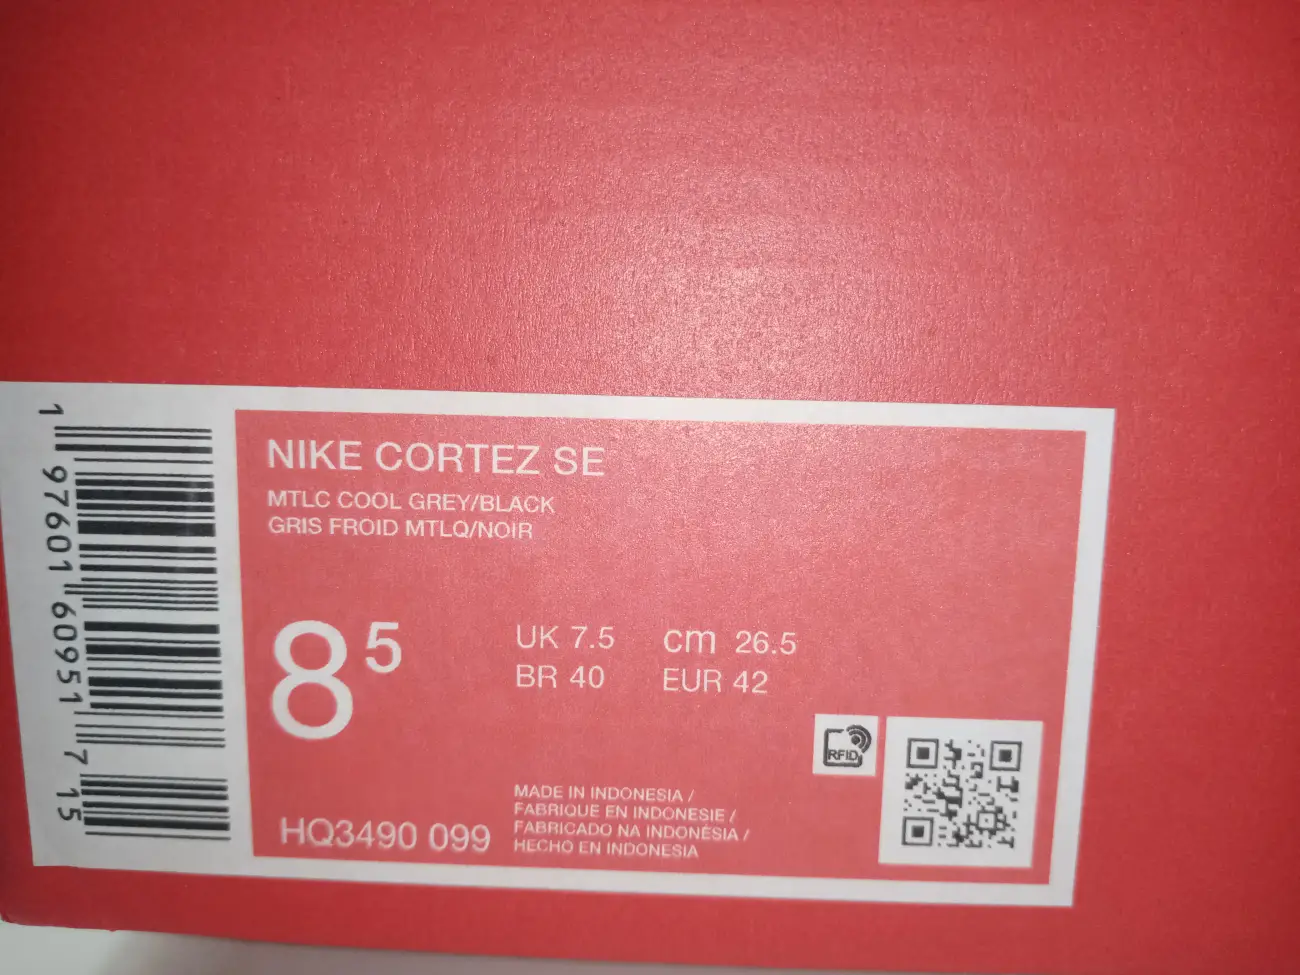 NIKE CORTEZ SE
MTLC COOL GREY/BLACK
GRIS FROID MTLQ/NOIR
8 5
UK 7.5 cm 26.5
BR 40 EUR 42
RFID
HQ3490 099
MADE IN INDONESIA /
FABRIQUE EN INDONESIE /
FABRICADO NA INDONÉSIA /
HECHO EN INDONESIA
1 97601 60951 7 15